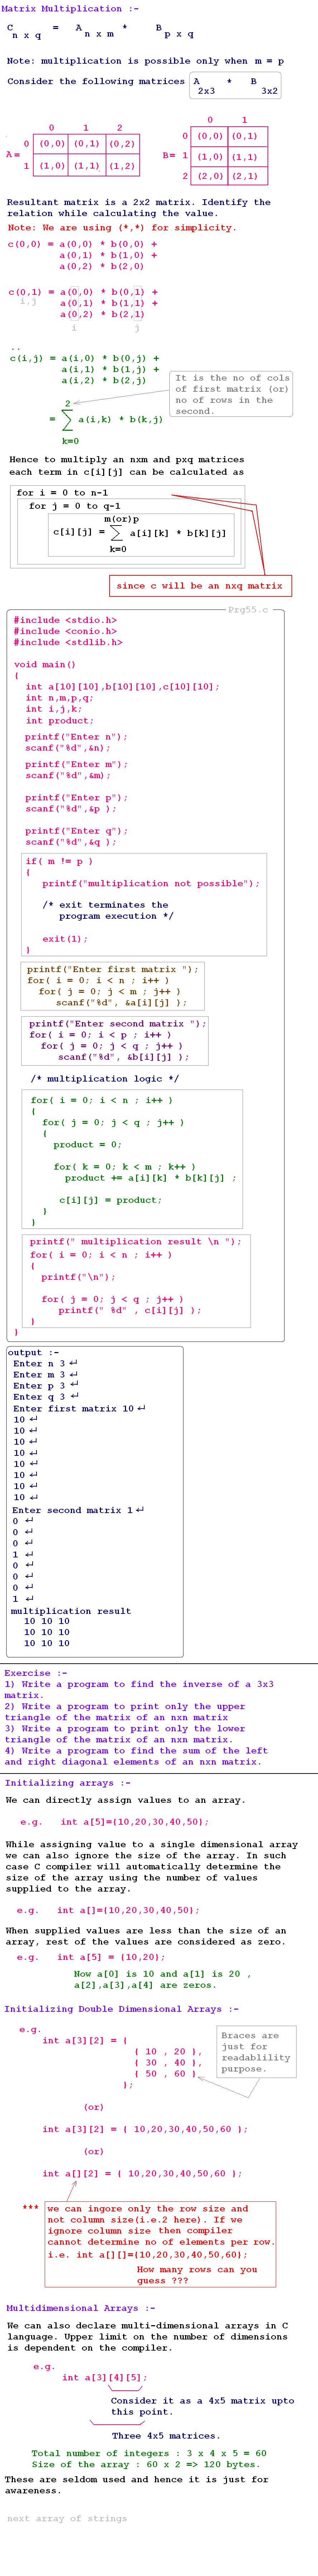 Matrix Multiplication :-
C = A * B
n x q n x m p x q
Note: multiplication is possible only when m = p
Consider the following matrices A * B
2x3 3x2
0 1 2
0 1
A= 0 (0,0) (0,1) (0,2)
1 (1,0) (1,1) (1,2)
0 (0,0) (0,1)
B= 1 (1,0) (1,1)
2 (2,0) (2,1)
Resultant matrix is a 2x2 matrix. Identify the
relation while calculating the value.
Note: We are using (*,*) for simplicity.
c(0,0) = a(0,0) * b(0,0) +
a(0,1) * b(1,0) +
a(0,2) * b(2,0)
c(0,1) = a(0,0) * b(0,1) +
i,j
a(0,1) * b(1,1) +
a(0,2) * b(2,1)
i j
..
c(i,j) = a(i,0) * b(0,j) +
a(i,1) * b(1,j) +
a(i,2) * b(2,j)
It is the no of cols
of first matrix (or)
no of rows in the
second.
2
= ∑ a(i,k) * b(k,j)
k=0
Hence to multiply an nxm and pxq matrices
each term in c[i][j] can be calculated as
for i = 0 to n-1
for j = 0 to q-1
m(or)p
c[i][j] = ∑ a[i][k] * b[k][j]
k=0
since c will be an nxq matrix
Prg55.c
#include <stdio.h>
#include <conio.h>
#include <stdlib.h>
void main()
{
int a[10][10],b[10][10],c[10][10];
int n,m,p,q;
int i,j,k;
int product;
printf("Enter n");
scanf("%d",&n);
printf("Enter m");
scanf("%d",&m);
printf("Enter p");
scanf("%d",&p );
printf("Enter q");
scanf("%d",&q );
if( m != p )
{
printf("multiplication not possible");
/* exit terminates the
program execution */
exit(1);
}
printf("Enter first matrix ");
for( i = 0; i < n ; i++ )
for( j = 0; j < m ; j++ )
scanf("%d", &a[i][j] );
printf("Enter second matrix ");
for( i = 0; i < p ; i++ )
for( j = 0; j < q ; j++ )
scanf("%d", &b[i][j] );
/* multiplication logic */
for( i = 0; i < n ; i++ )
{
for( j = 0; j < q ; j++ )
{
product = 0;
for( k = 0; k < m ; k++ )
product += a[i][k] * b[k][j] ;
c[i][j] = product;
}
}
printf(" multiplication result \n ");
for( i = 0; i < n ; i++ )
{
printf("\n");
for( j = 0; j < q ; j++ )
printf(" %d" , c[i][j] );
}
}
output :-
Enter n 3 ↵
Enter m 3 ↵
Enter p 3 ↵
Enter q 3 ↵
Enter first matrix 10 ↵
10 ↵
10 ↵
10 ↵
10 ↵
10 ↵
10 ↵
10 ↵
10 ↵
Enter second matrix 1 ↵
0 ↵
0 ↵
0 ↵
1 ↵
0 ↵
0 ↵
0 ↵
1 ↵
multiplication result
10 10 10
10 10 10
10 10 10
Exercise :-
1) Write a program to find the inverse of a 3x3
matrix.
2) Write a program to print only the upper
triangle of the matrix of an nxn matrix
3) Write a program to print only the lower
triangle of the matrix of an nxn matrix.
4) Write a program to find the sum of the left
and right diagonal elements of an nxn matrix.
Initializing arrays :-
We can directly assign values to an array.
e.g. int a[5]={10,20,30,40,50};
While assigning value to a single dimensional array
we can also ignore the size of the array. In such
case C compiler will automatically determine the
size of the array using the number of values
supplied to the array.
e.g. int a[]={10,20,30,40,50};
When supplied values are less than the size of an
array, rest of the values are considered as zero.
e.g. int a[5] = {10,20};
Now a[0] is 10 and a[1] is 20 ,
a[2],a[3],a[4] are zeros.
Initializing Double Dimensional Arrays :-
e.g.
int a[3][2] = {
{ 10 , 20 },
{ 30 , 40 },
{ 50 , 60 }
};
Braces are
just for
readablility
purpose.
(or)
int a[3][2] = { 10,20,30,40,50,60 };
(or)
int a[][2] = { 10,20,30,40,50,60 };
*** we can ingore only the row size and
not column size(i.e.2 here). If we
ignore column size then compiler
cannot determine no of elements per row.
i.e. int a[][]={10,20,30,40,50,60};
How many rows can you
guess ???
Multidimensional Arrays :-
We can also declare multi-dimensional arrays in C
language. Upper limit on the number of dimensions
is dependent on the compiler.
e.g.
int a[3][4][5];
Consider it as a 4x5 matrix upto
this point.
Three 4x5 matrices.
Total number of integers : 3 x 4 x 5 = 60
Size of the array : 60 x 2 => 120 bytes.
These are seldom used and hence it is just for
awareness.
next array of strings